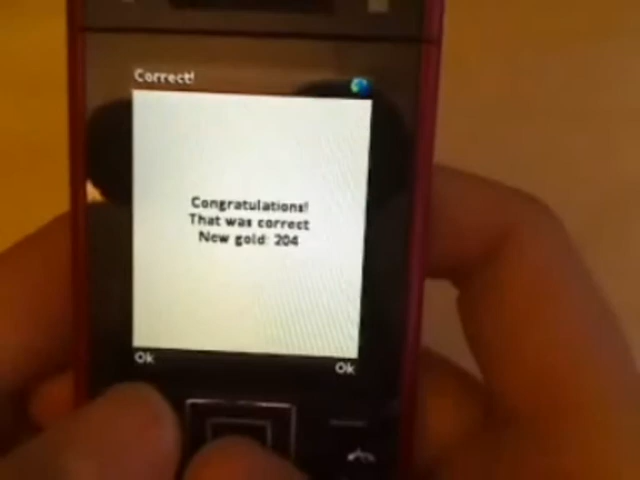 Correct!
Congratulations!
That was correct
New gold: 204
Ok
Ok